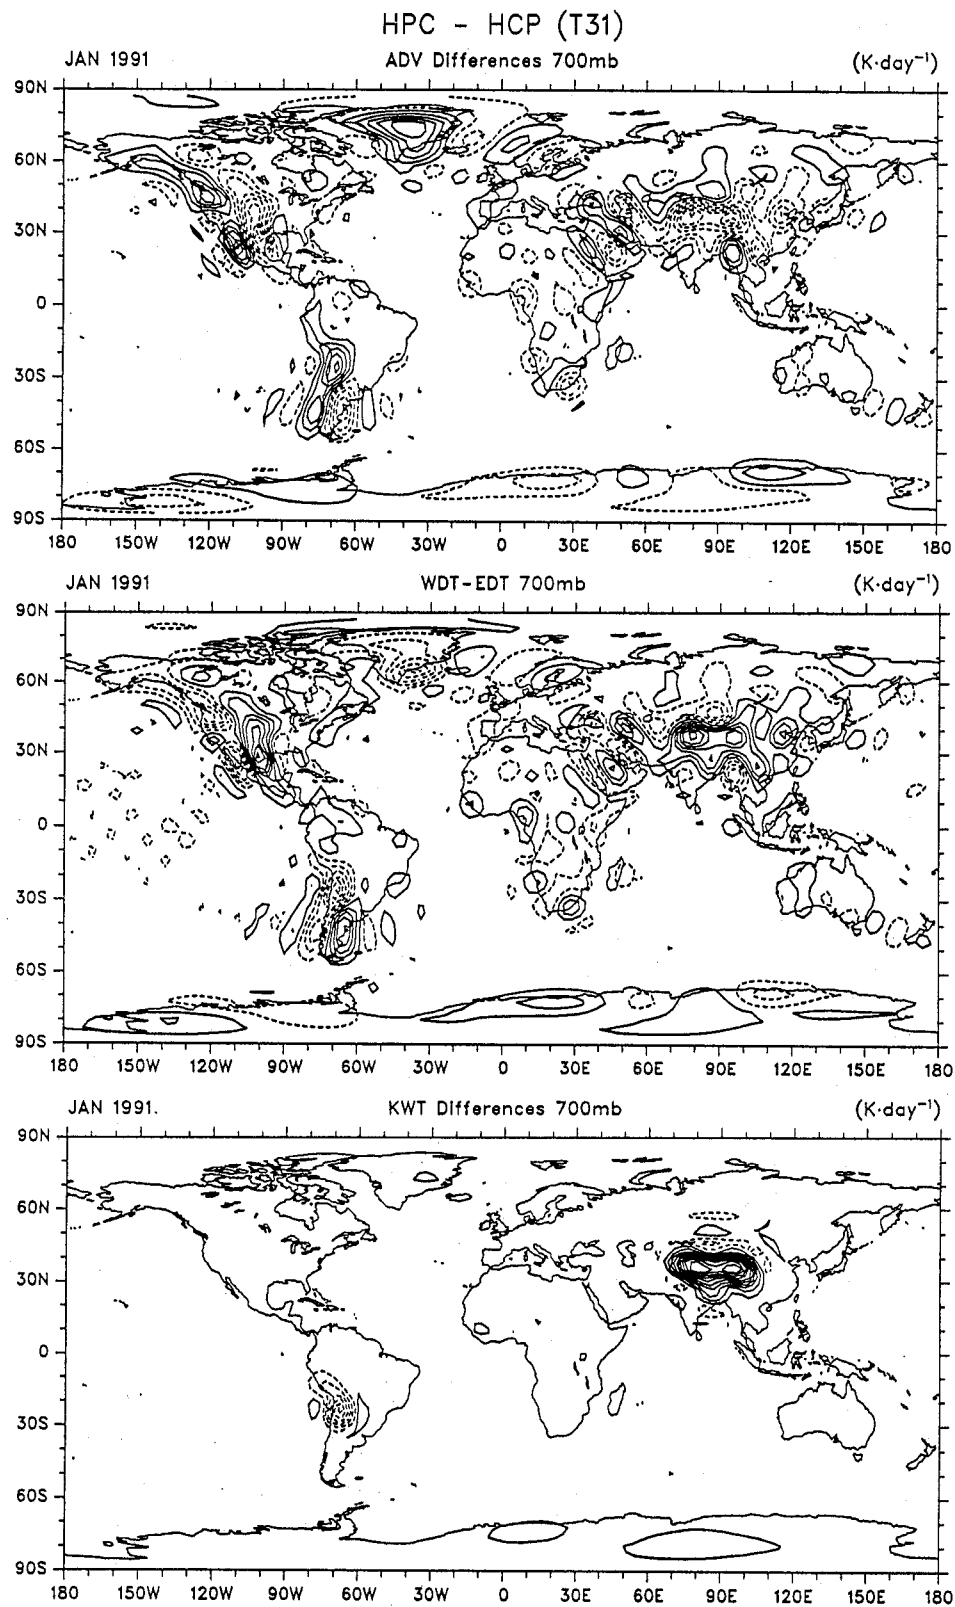 HPC - HCP (T31)
JAN 1991 ADV Differences 700mb (K·day⁻¹)
90N
60N
30N
0
30S
60S
90S
180 150W 120W 90W 60W 30W 0 30E 60E 90E 120E 150E 180
JAN 1991 WDT-EDT 700mb (K·day⁻¹)
90N
60N
30N
0
30S
60S
90S
180 150W 120W 90W 60W 30W 0 30E 60E 90E 120E 150E 180
JAN 1991. KWT Differences 700mb (K·day⁻¹)
90N
60N
30N
0
30S
60S
90S
180 150W 120W 90W 60W 30W 0 30E 60E 90E 120E 150E 180